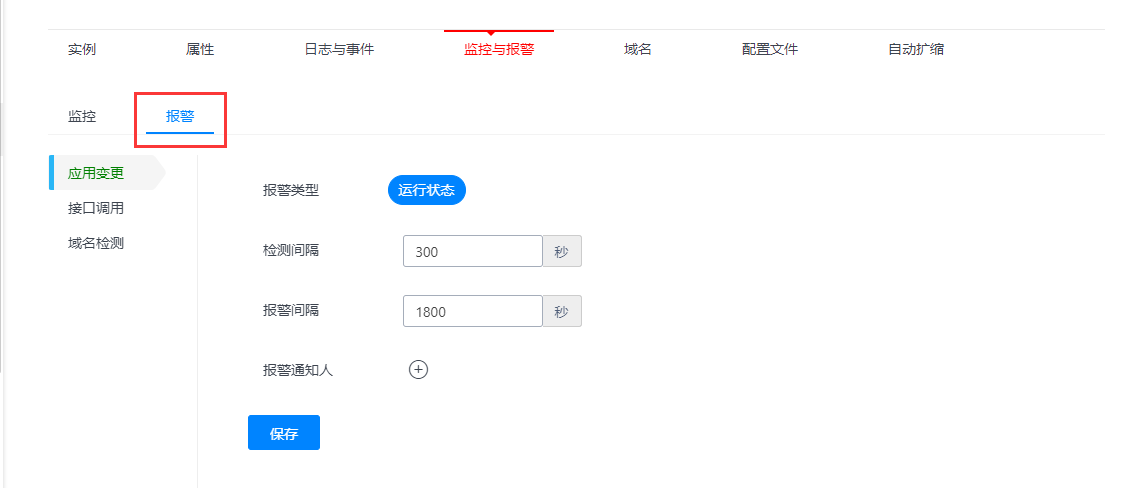 实例 属性 日志与事件 监控与报警 域名 配置文件 自动扩缩
监控 报警
应用变更
接口调用
域名检测
报警类型 运行状态
检测间隔 300 秒
报警间隔 1800 秒
报警通知人
保存